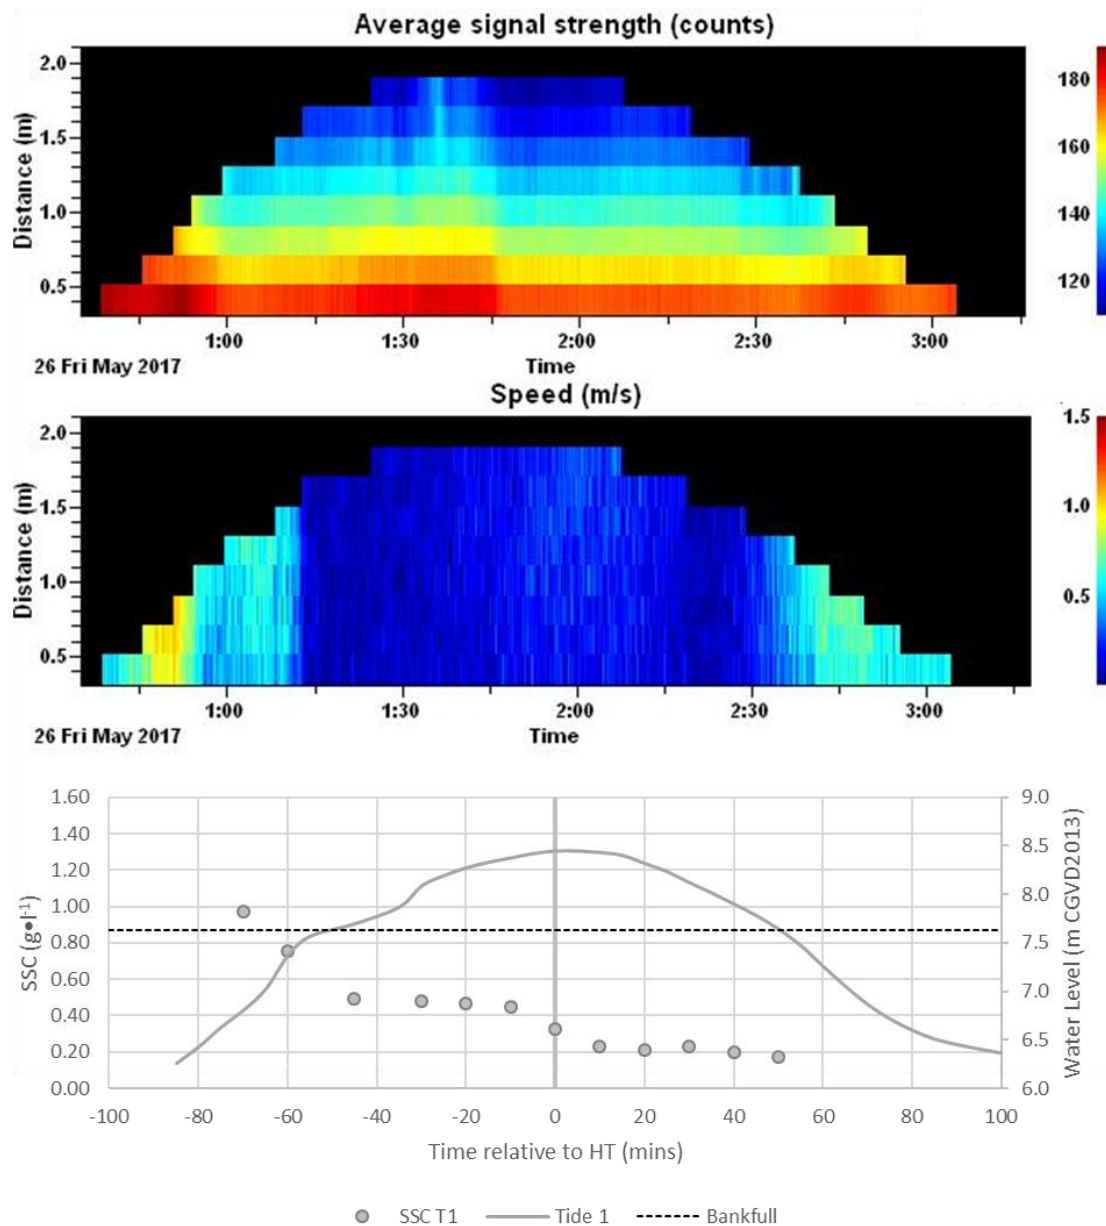 Average signal strength (counts)
2.0
1.5
1.0
0.5
Distance (m)
180
160
140
120
1:00 1:30 2:00 2:30 3:00
26 Fri May 2017 Time
Speed (m/s)
2.0
1.5
1.0
0.5
Distance (m)
1.5
1.0
0.5
1:00 1:30 2:00 2:30 3:00
26 Fri May 2017 Time
1.60
1.40
1.20
1.00
0.80
0.60
0.40
0.20
0.00
SSC (g●l⁻¹)
9.0
8.5
8.0
7.5
7.0
6.5
6.0
Water Level (m CGVD2013)
-100 -80 -60 -40 -20 0 20 40 60 80 100
Time relative to HT (mins)
SSC T1 Tide 1 Bankfull